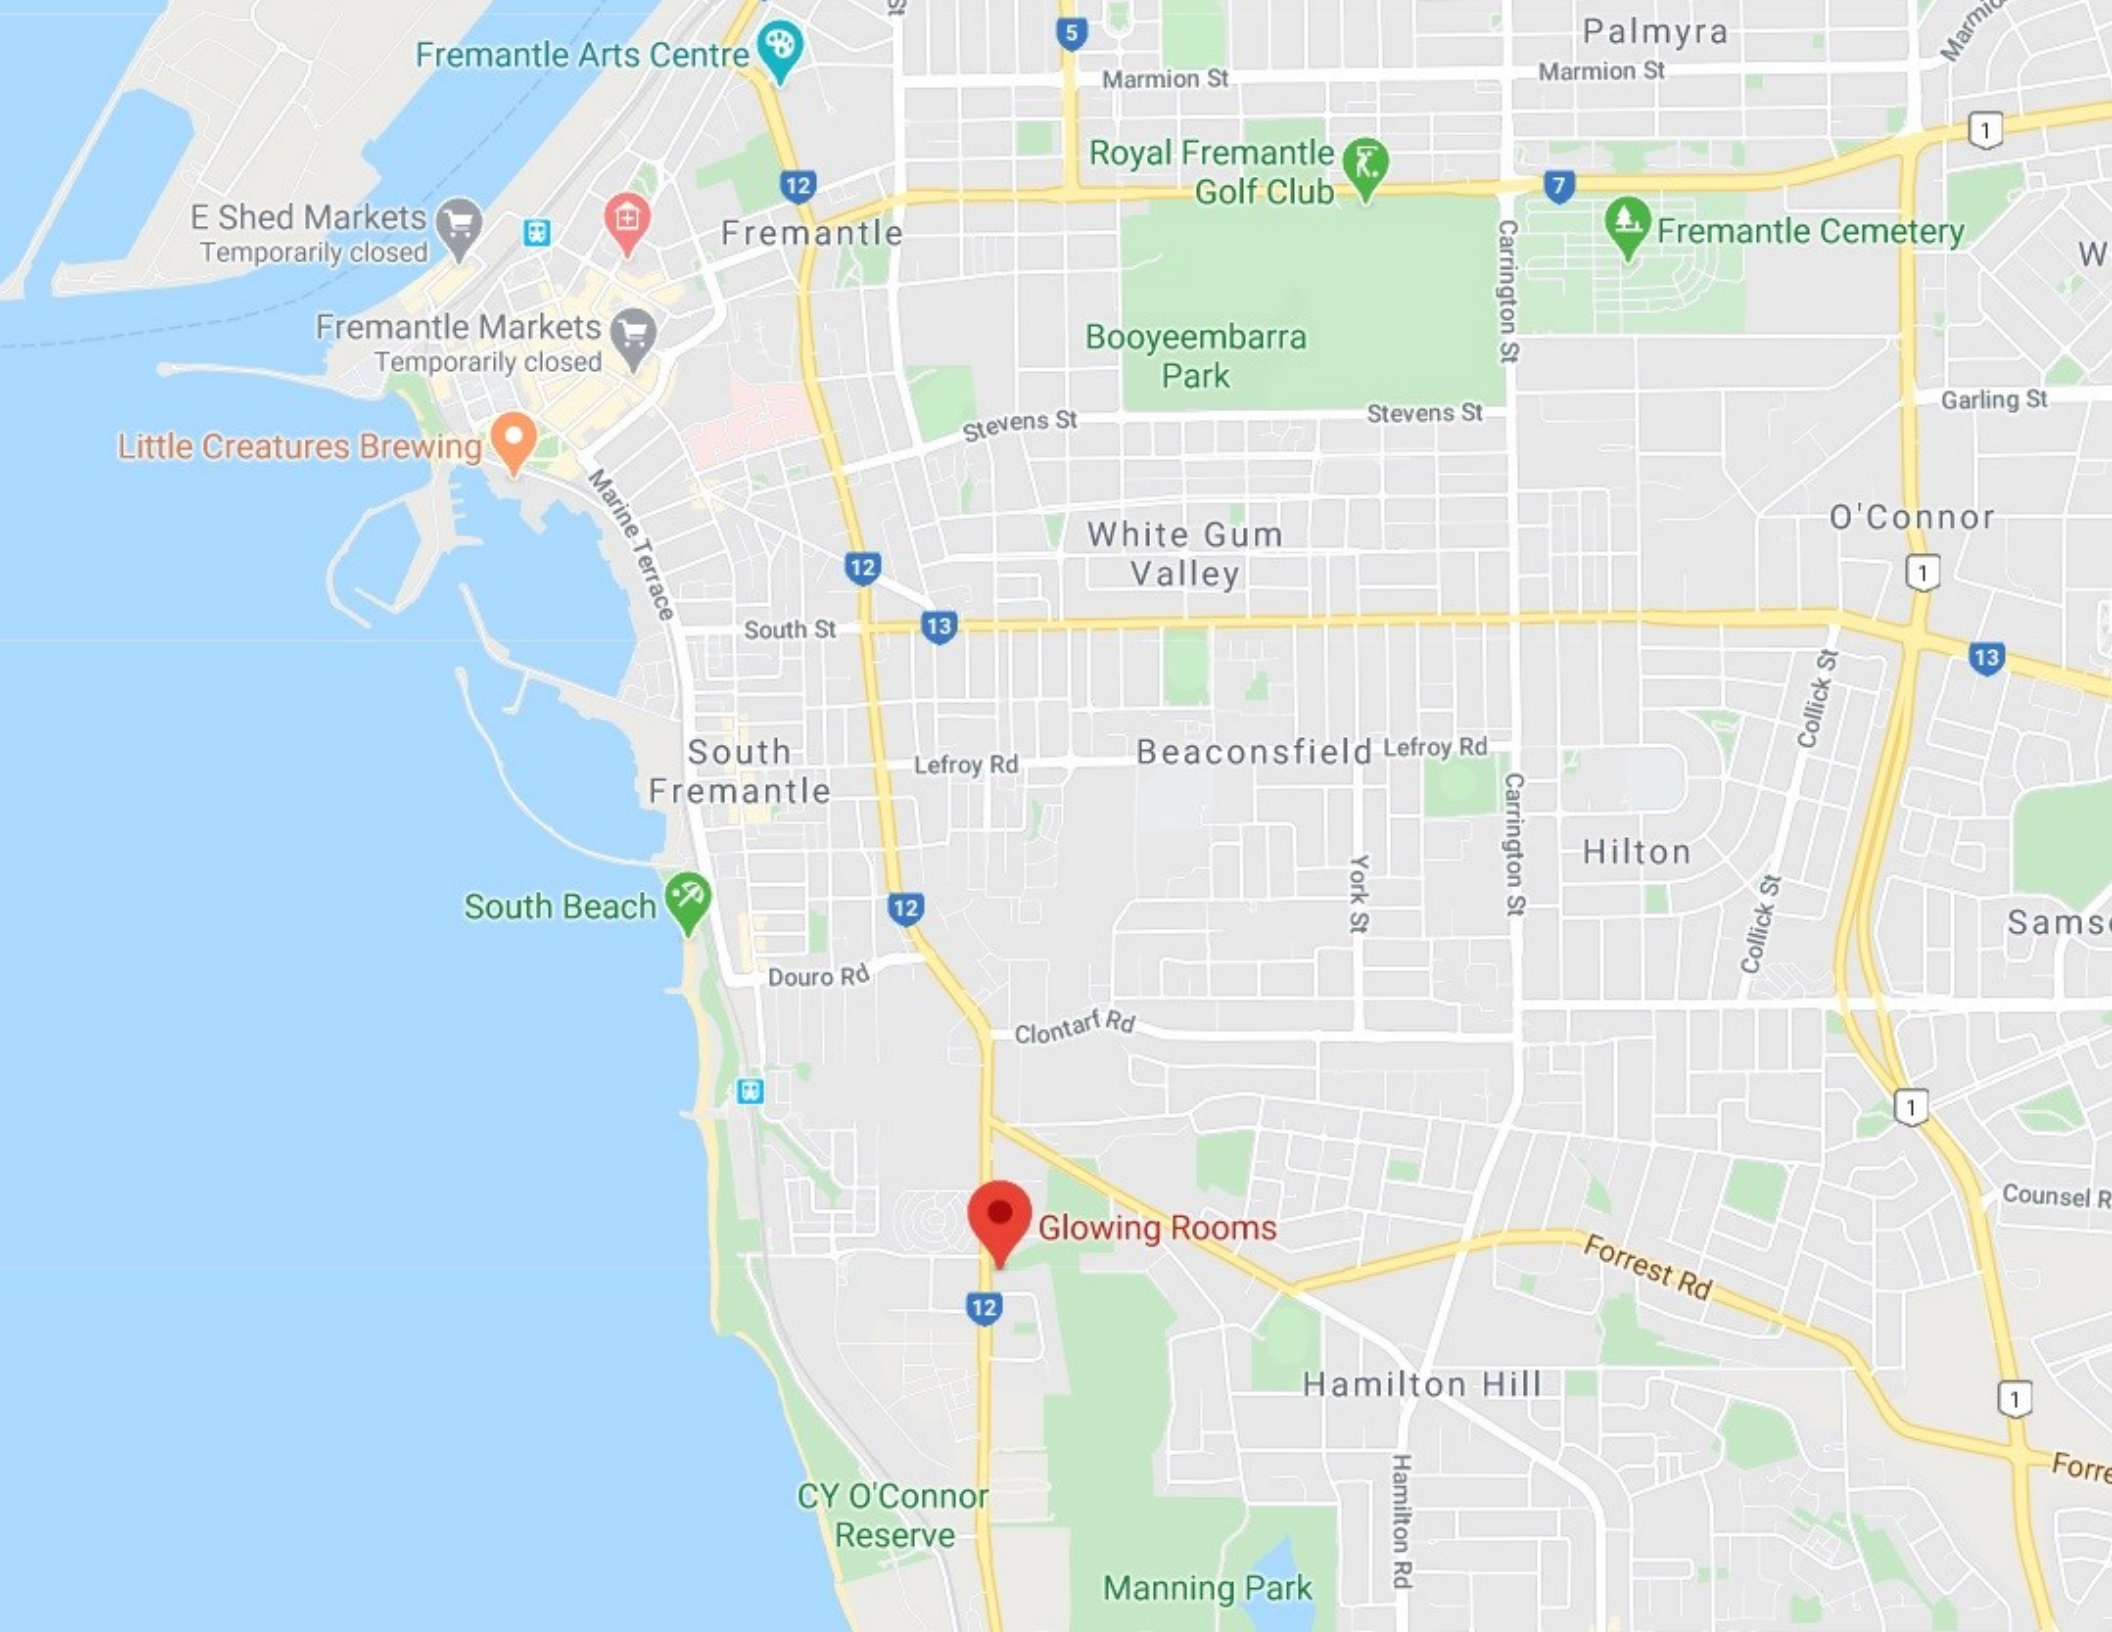 St
Palmyra
Marmic
Fremantle Arts Centre
5
Marmion St
Marmion St
1
Royal Fremantle
Golf Club
12
7
E Shed Markets
Temporarily closed
Fremantle
Fremantle Cemetery
W
Carrington St
Fremantle Markets
Temporarily closed
Booyeembarra
Park
Garling St
Stevens St
Stevens St
Little Creatures Brewing
Marine Terrace
O'Connor
White Gum
Valley
12
1
South St
13
13
Collick St
South
Fremantle
Lefroy Rd
Beaconsfield
Lefroy Rd
Carrington St
Hilton
York St
South Beach
12
Collick St
Sams
Douro Rd
Clontarf Rd
1
Counsel R
Glowing Rooms
Forrest Rd
12
Hamilton Hill
1
Forre
CY O'Connor
Reserve
Hamilton Rd
Manning Park